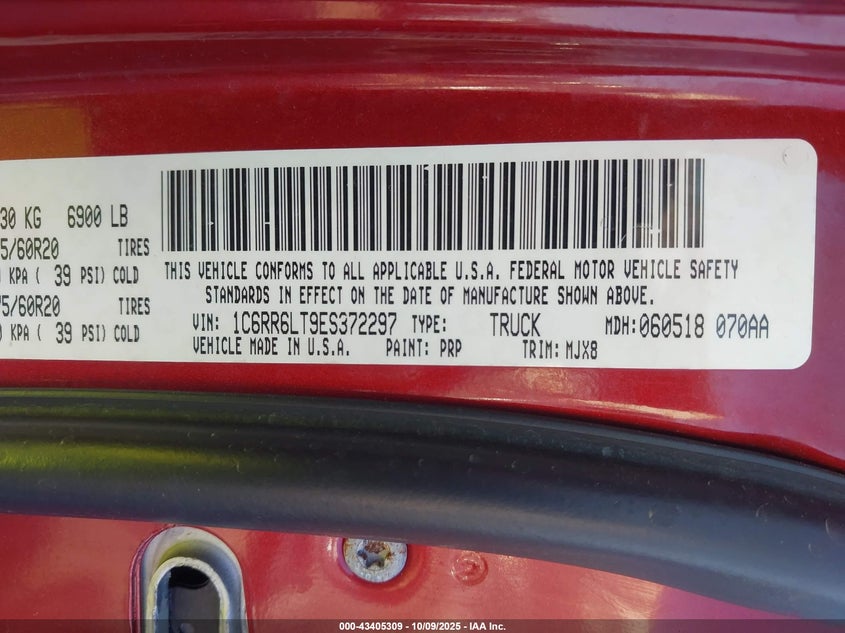 30 KG 6900 LB
5/60R20 TIRES
KPA ( 39 PSI) COLD
5/60R20 TIRES
0 KPA ( 39 PSI) COLD
THIS VEHICLE CONFORMS TO ALL APPLICABLE U.S.A. FEDERAL MOTOR VEHICLE SAFETY
STANDARDS IN EFFECT ON THE DATE OF MANUFACTURE SHOWN ABOVE.
VIN: 1C6RR6LT9ES372297 TYPE: TRUCK MDH:060518 070AA
VEHICLE MADE IN U.S.A. PAINT: PRP TRIM: MJX8
000-43405309 - 10/09/2025 - IAA Inc.